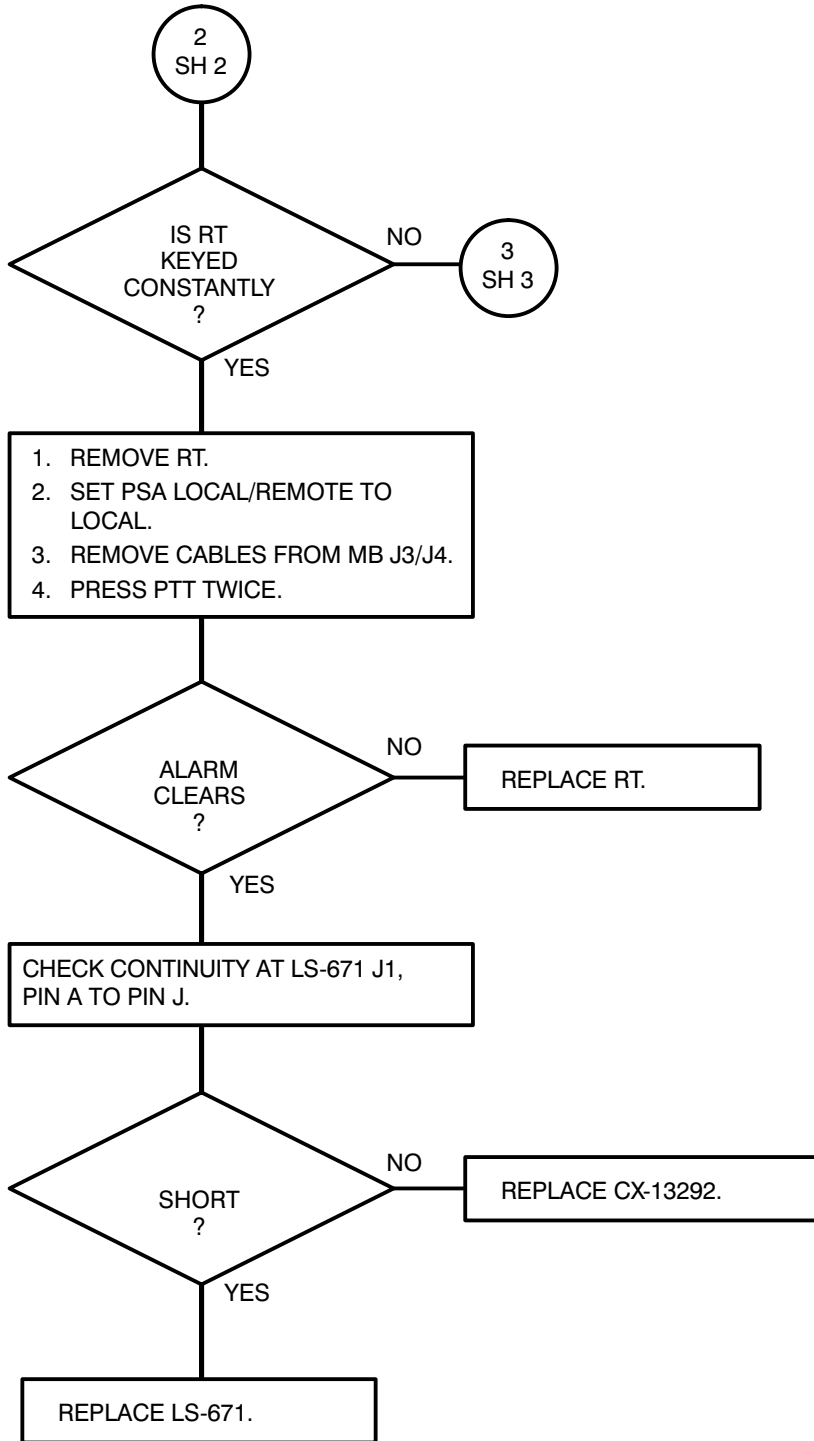 2
SH 2
IS RT
KEYED
CONSTANTLY
?
NO
3
SH 3
YES
1. REMOVE RT.
2. SET PSA LOCAL/REMOTE TO
LOCAL.
3. REMOVE CABLES FROM MB J3/J4.
4. PRESS PTT TWICE.
ALARM
CLEARS
?
NO
REPLACE RT.
YES
CHECK CONTINUITY AT LS-671 J1,
PIN A TO PIN J.
SHORT
?
NO
REPLACE CX-13292.
YES
REPLACE LS-671.